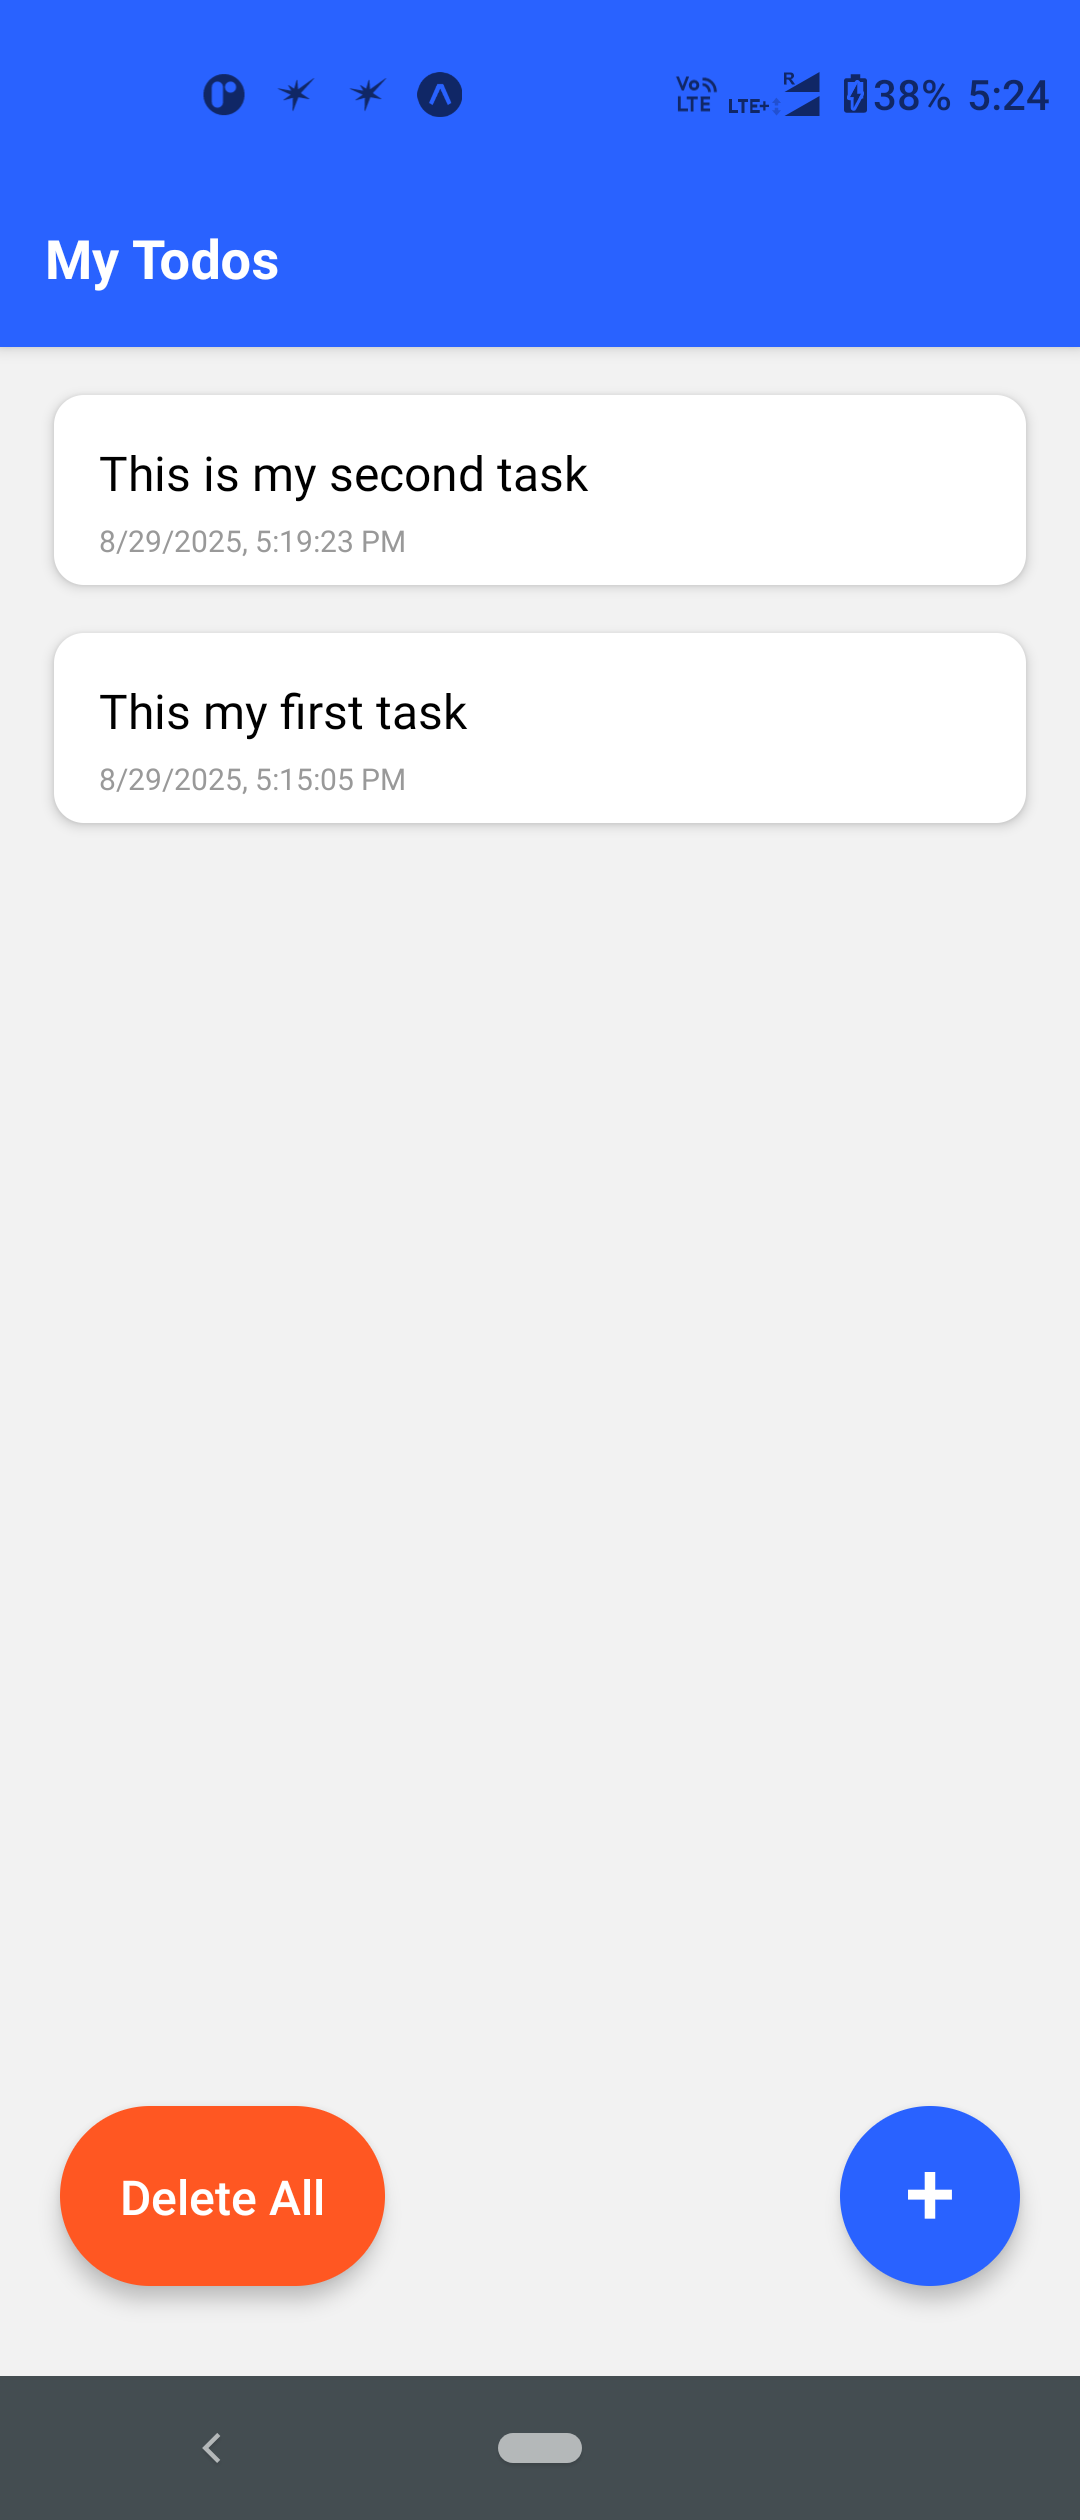 Vo LTE LTE+ R 38% 5:24
My Todos
This is my second task
8/29/2025, 5:19:23 PM
This my first task
8/29/2025, 5:15:05 PM
Delete All
+